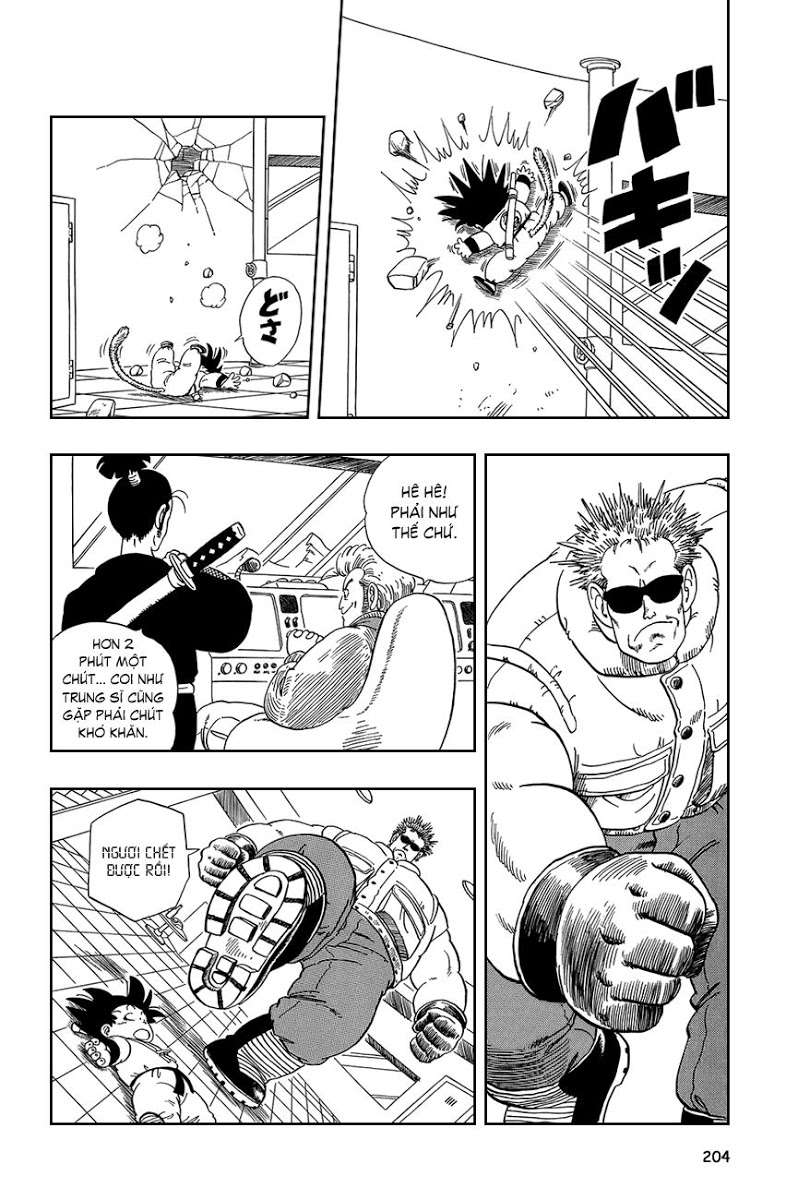 バキッ
どさっ
HÊ HÊ!
PHẢI NHƯ
THẾ CHỨ.
HƠN 2
PHÚT MỘT
CHÚT... COI NHƯ
TRUNG SĨ CŨNG
GẶP PHẢI CHÚT
KHÓ KHĂN.
NGƯƠI CHẾT
ĐƯỢC RỒI!
204